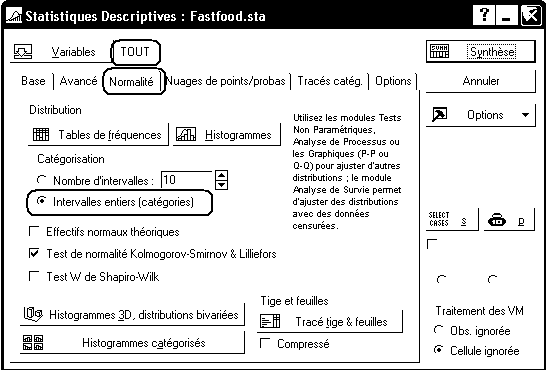 Statistiques Descriptives : Fastfood.sta
Variables TOUT
Synthèse
Base Avancé Normalité Nuages de points/probas Tracés catég. Options
Annuler
Distribution
Tables de fréquences
Histogrammes
Options
Catégorisation
Nombre d'intervalles : 10
Intervalles entiers (catégories)
Utilisez les modules Tests
Non Paramétriques,
Analyse de Processus ou
les Graphiques (P-P ou
Q-Q) pour ajuster d'autres
distributions ; le module
Analyse de Survie permet
d'ajuster des distributions
avec des données
censurées.
Effectifs normaux théoriques
Test de normalité Kolmogorov-Smirnov & Lilliefors
Test W de Shapiro-Wilk
SELECT
CASES S
D
Histogrammes 3D, distributions bivariées
Histogrammes catégorisés
Tige et feuilles
Tracé tige & feuilles
Compressé
Traitement des VM
Obs. ignorée
Cellule ignorée